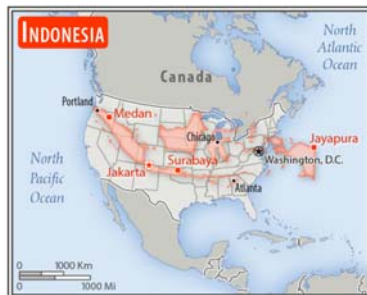 INDONESIA
North
Atlantic
Ocean
Canada
Portland
Medan
Chicago
Jayapura
Washington, D.C.
Surabaya
Jakarta
Atlanta
North
Pacific
Ocean
0 1000 Km
0 1000 Mi